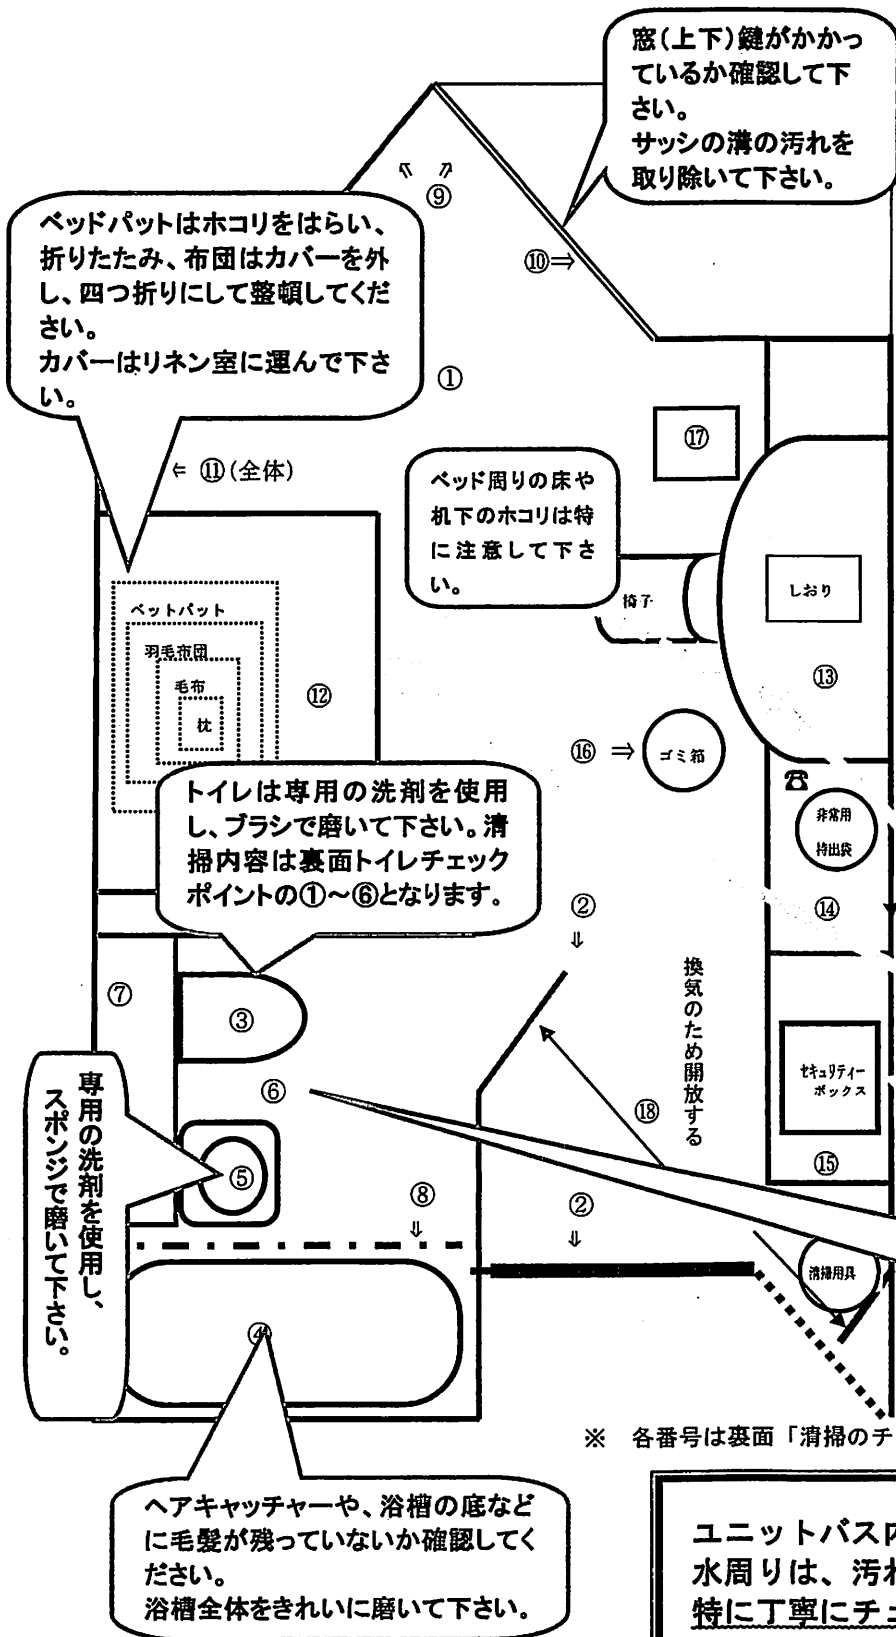 窓(上下)鍵がかかっ
ているか確認して下
さい。
サッシの溝の汚れを
取り除いて下さい。
⑨
⑩⇒
ベッドパットはホコリをはらい、
折りたたみ、布団はカバーを外
し、四つ折りにして整頓してくだ
さい。
カバーはリネン室に運んで下さ
い。
①
⑰
⇐ ⑪(全体)
ベッド周りの床や
机下のホコリは特
に注意して下さ
い。
椅子
しおり
⑬
ベットパット
羽毛布団
毛布
枕
⑫
⑯ ⇒
ゴミ箱
トイレは専用の洗剤を使用
し、ブラシで磨いて下さい。清
掃内容は裏面トイレチェック
ポイントの①～⑥となります。
☎
非常用
持出袋
⑭
②
⇓
換気のため開放する
⑦
③
⑥
⑱
セキュリティー
ボックス
⑮
専用の洗剤を使用し、
スポンジで磨いて下さい。
⑤
⑧
⇓
②
⇓
清掃用具
④
※ 各番号は裏面「清掃のチ
ヘアキャッチャーや、浴槽の底など
に毛髪が残っていないか確認してく
ださい。
浴槽全体をきれいに磨いて下さい。
ユニットバス内
水周りは、汚れ
特に丁寧にチェ